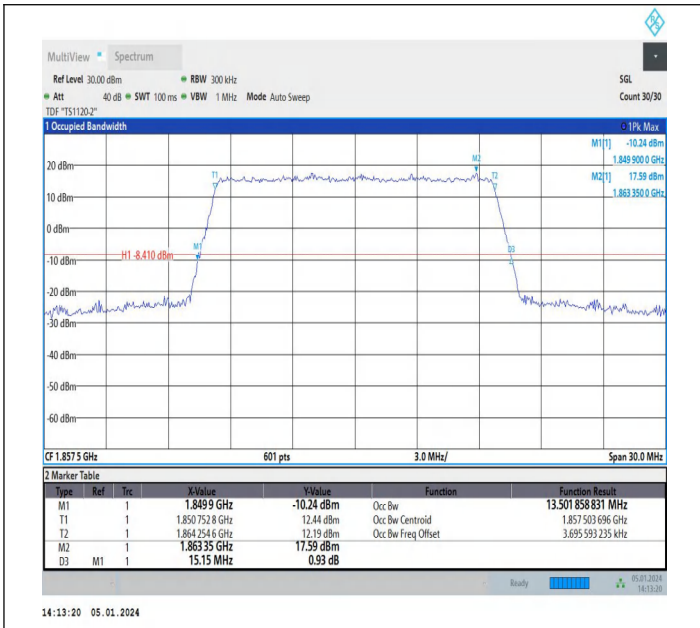 R S
MultiView Spectrum
Ref Level 30.00 dBm RBW 300 kHz SGL
Att 40 dB SWT 100 ms VBW 1 MHz Mode Auto Sweep Count 30/30
TDF "TS1120-2"
1 Occupied Bandwidth 1Pk Max
M1[1] -10.24 dBm
1.849 900 0 GHz
M2[1] 17.59 dBm
1.863 350 0 GHz
M2
20 dBm
T1
T2
10 dBm
0 dBm
M1
D3
H1 -8.410 dBm
-10 dBm
-20 dBm
-30 dBm
-40 dBm
-50 dBm
-60 dBm
CF 1.857 5 GHz 601 pts 3.0 MHz/ Span 30.0 MHz
2 Marker Table
Type Ref Trc X-Value Y-Value Function Function Result
M1 1 1.849 9 GHz -10.24 dBm Occ Bw 13.501 858 831 MHz
T1 1 1.850 752 8 GHz 12.44 dBm Occ Bw Centroid 1.857 503 696 GHz
T2 1 1.864 254 6 GHz 12.19 dBm Occ Bw Freq Offset 3.695 593 235 kHz
M2 1 1.863 35 GHz 17.59 dBm
D3 M1 1 15.15 MHz 0.93 dB
Ready 05.01.2024
14:13:20
14:13:20 05.01.2024